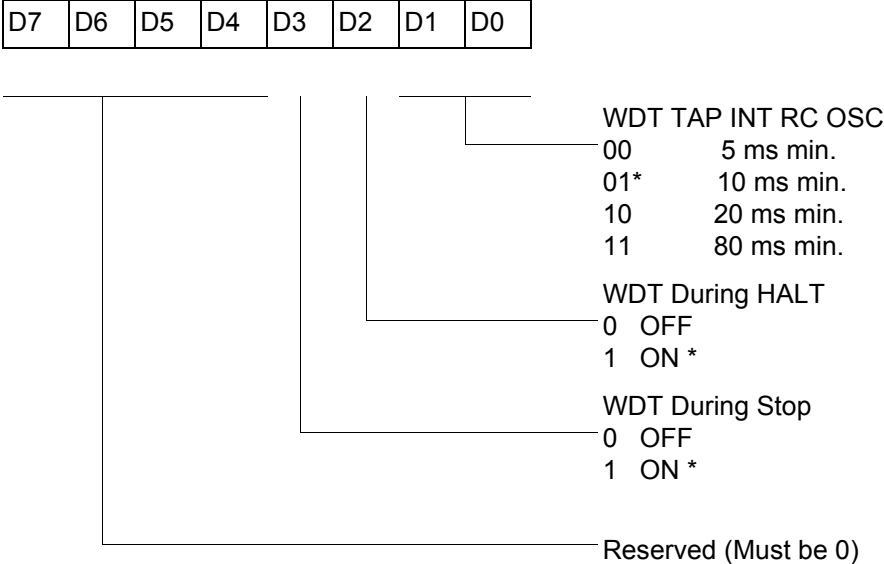 D7 D6 D5 D4 D3 D2 D1 D0
WDT TAP INT RC OSC
00 5 ms min.
01* 10 ms min.
10 20 ms min.
11 80 ms min.
WDT During HALT
0 OFF
1 ON *
WDT During Stop
0 OFF
1 ON *
Reserved (Must be 0)